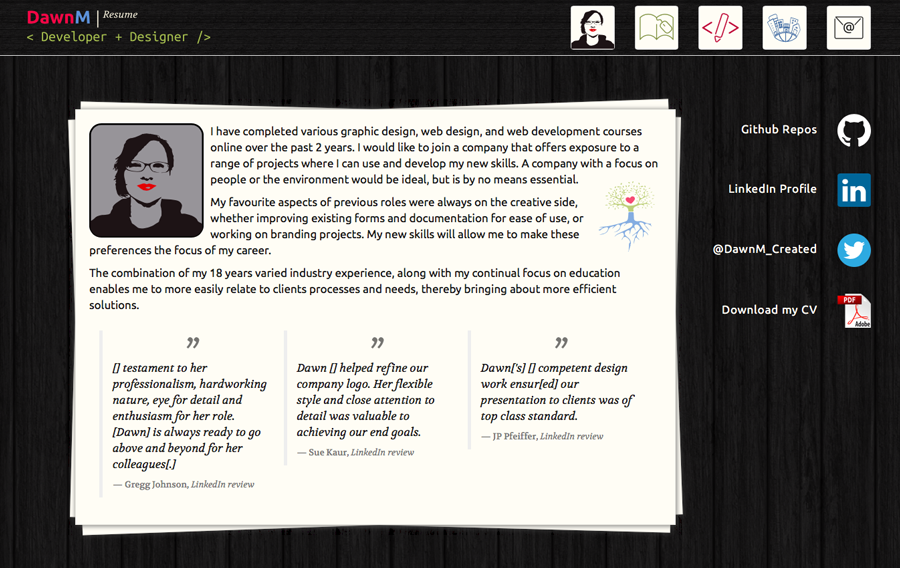 DawnM | Resume
< Developer + Designer />
@
I have completed various graphic design, web design, and web development courses
online over the past 2 years. I would like to join a company that offers exposure to a
range of projects where I can use and develop my new skills. A company with a focus on
people or the environment would be ideal, but is by no means essential.
My favourite aspects of previous roles were always on the creative side,
whether improving existing forms and documentation for ease of use, or
working on branding projects. My new skills will allow me to make these
preferences the focus of my career.
The combination of my 18 years varied industry experience, along with my continual focus on education
enables me to more easily relate to clients processes and needs, thereby bringing about more efficient
solutions.
”
[] testament to her
professionalism, hardworking
nature, eye for detail and
enthusiasm for her role.
[Dawn] is always ready to go
above and beyond for her
colleagues[.]
— Gregg Johnson, LinkedIn review
”
Dawn [] helped refine our
company logo. Her flexible
style and close attention to
detail was valuable to
achieving our end goals.
— Sue Kaur, LinkedIn review
”
Dawn['s] [] competent design
work ensur[ed] our
presentation to clients was of
top class standard.
— JP Pfeiffer, LinkedIn review
Github Repos
LinkedIn Profile
in
@DawnM_Created
Download my CV
PDF
Adobe